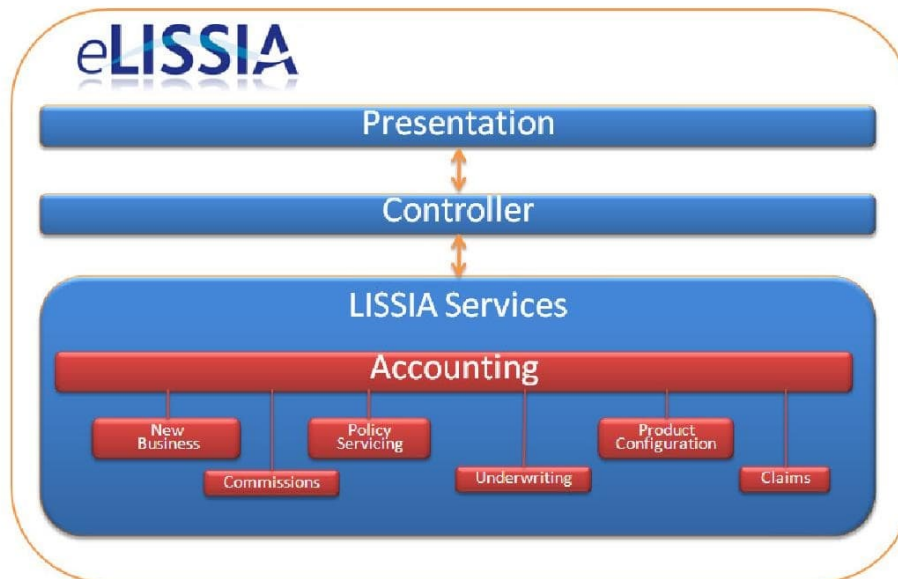 eLISSIA
Presentation
Controller
LISSIA Services
Accounting
New
Business
Policy
Servicing
Product
Configuration
Commissions
Underwriting
Claims